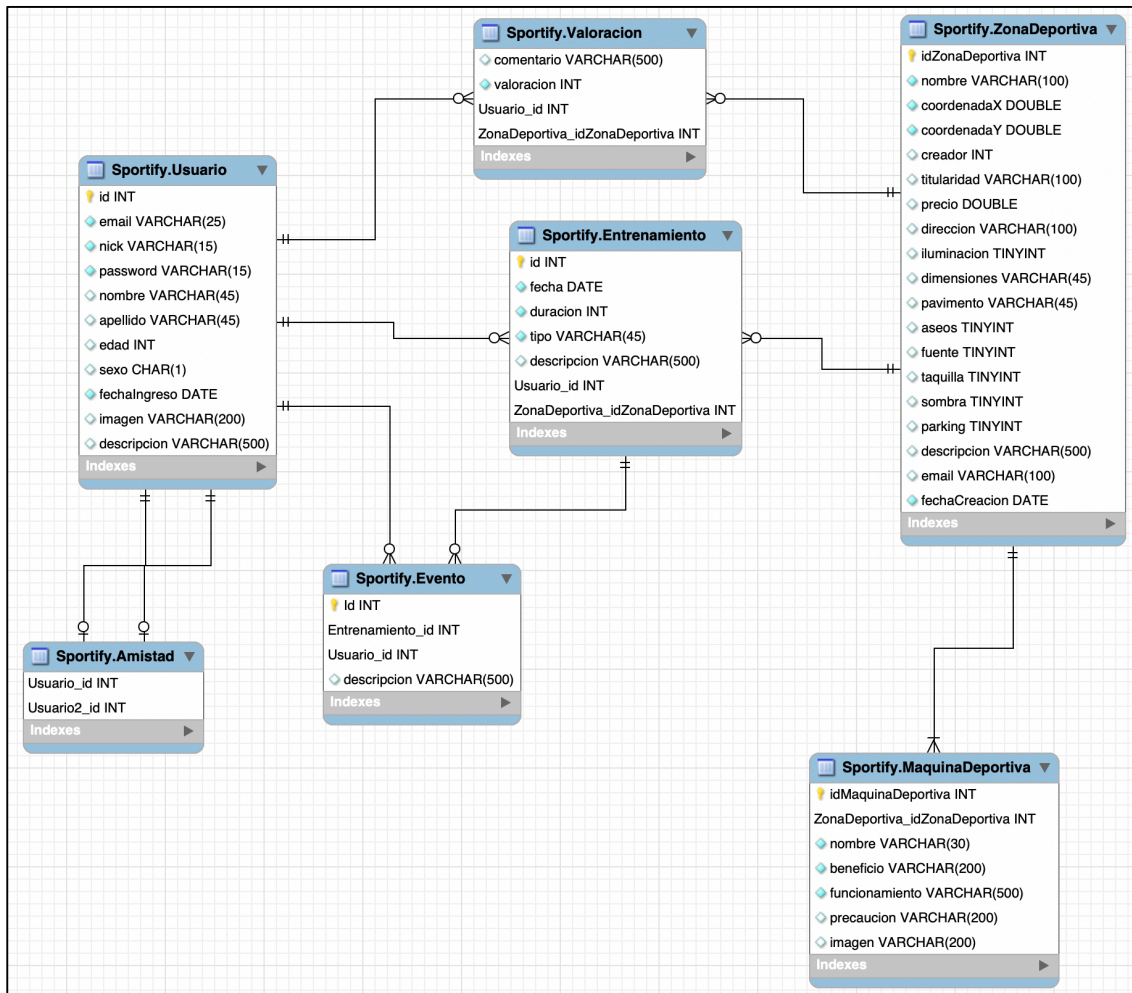 Sportify.Valoracion
comentario VARCHAR(500)
valoracion INT
Usuario_id INT
ZonaDeportiva_idZonaDeportiva INT
Indexes
Sportify.ZonaDeportiva
idZonaDeportiva INT
nombre VARCHAR(100)
coordenadaX DOUBLE
coordenadaY DOUBLE
creador INT
titularidad VARCHAR(100)
precio DOUBLE
direccion VARCHAR(100)
iluminacion TINYINT
dimensiones VARCHAR(45)
pavimento VARCHAR(45)
aseos TINYINT
fuente TINYINT
taquilla TINYINT
sombra TINYINT
parking TINYINT
descripcion VARCHAR(500)
email VARCHAR(100)
fechaCreacion DATE
Indexes
Sportify.Usuario
id INT
email VARCHAR(25)
nick VARCHAR(15)
password VARCHAR(15)
nombre VARCHAR(45)
apellido VARCHAR(45)
edad INT
sexo CHAR(1)
fechaIngreso DATE
imagen VARCHAR(200)
descripcion VARCHAR(500)
Indexes
Sportify.Entrenamiento
id INT
fecha DATE
duracion INT
tipo VARCHAR(45)
descripcion VARCHAR(500)
Usuario_id INT
ZonaDeportiva_idZonaDeportiva INT
Indexes
Sportify.Evento
Id INT
Entrenamiento_id INT
Usuario_id INT
descripcion VARCHAR(500)
Indexes
Sportify.Amistad
Usuario_id INT
Usuario2_id INT
Indexes
Sportify.MaquinaDeportiva
idMaquinaDeportiva INT
ZonaDeportiva_idZonaDeportiva INT
nombre VARCHAR(30)
beneficio VARCHAR(200)
funcionamiento VARCHAR(500)
precaucion VARCHAR(200)
imagen VARCHAR(200)
Indexes